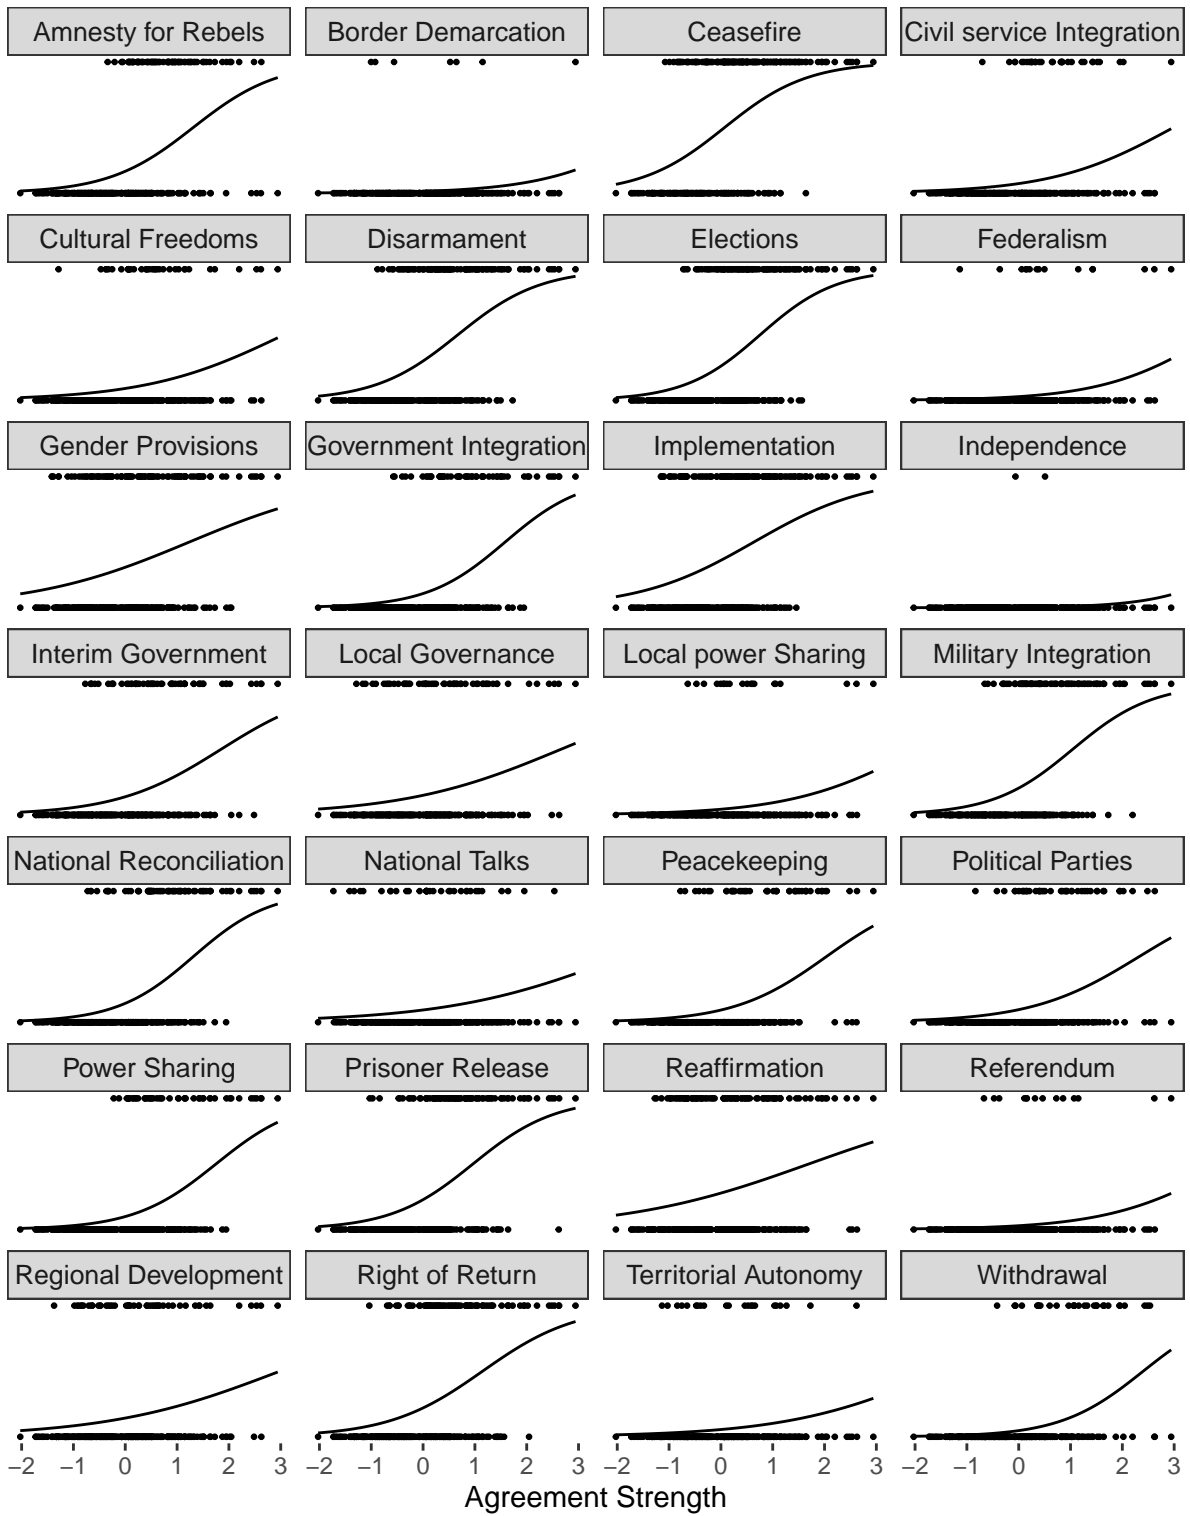 Amnesty for Rebels Border Demarcation Ceasefire Civil service Integration
Cultural Freedoms Disarmament Elections Federalism
Gender Provisions Government Integration Implementation Independence
Interim Government Local Governance Local power Sharing Military Integration
National Reconciliation National Talks Peacekeeping Political Parties
Power Sharing Prisoner Release Reaffirmation Referendum
Regional Development Right of Return Territorial Autonomy Withdrawal
−2 −1 0 1 2 3 −2 −1 0 1 2 3 −2 −1 0 1 2 3 −2 −1 0 1 2 3
Agreement Strength